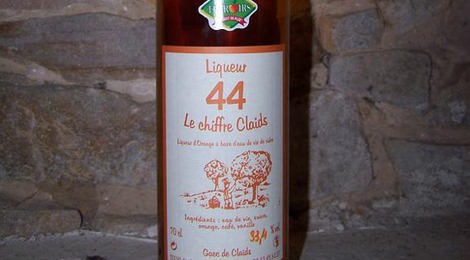 Liqueur
44
Le chiffre Claids
Liqueur d'Orange à base d'eau de vie de cidre
Ingrédients : eau de vie, sucre,
orange, café, vanille
70 cl 33,4 % vol
Gaec de Claids